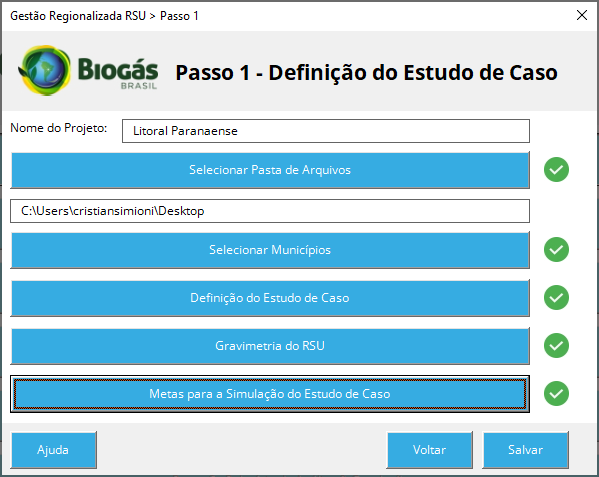 Gestão Regionalizada RSU > Passo 1
BIOGÁS
BRASIL
Passo 1 - Definição do Estudo de Caso
Nome do Projeto:
Litoral Paranaense
Selecionar Pasta de Arquivos
C:\Users\cristiansimioni\Desktop
Selecionar Municípios
Definição do Estudo de Caso
Gravimetria do RSU
Metas para a Simulação do Estudo de Caso
Ajuda
Voltar
Salvar